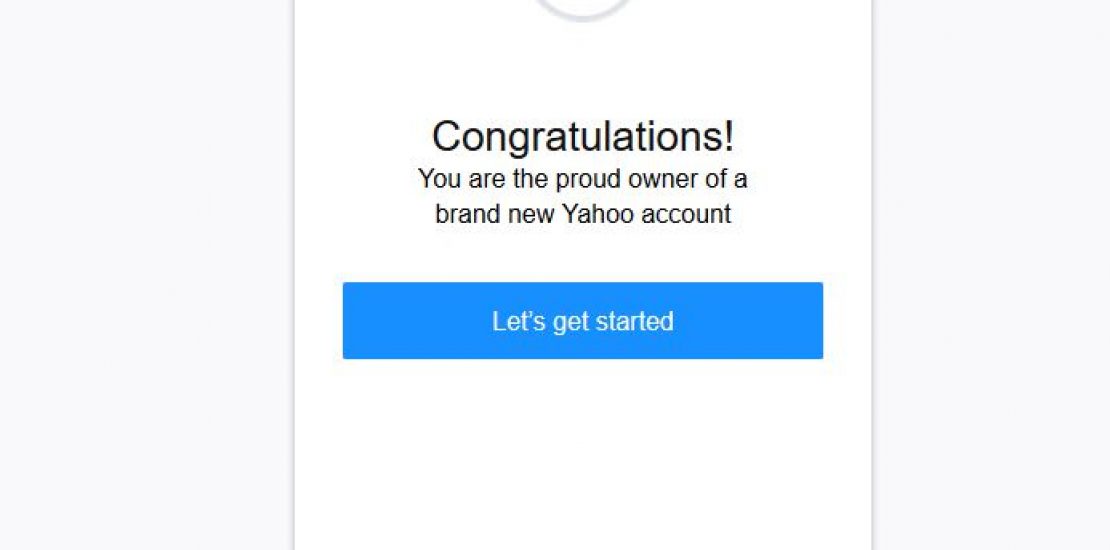 Congratulations!
You are the proud owner of a
brand new Yahoo account
Let's get started